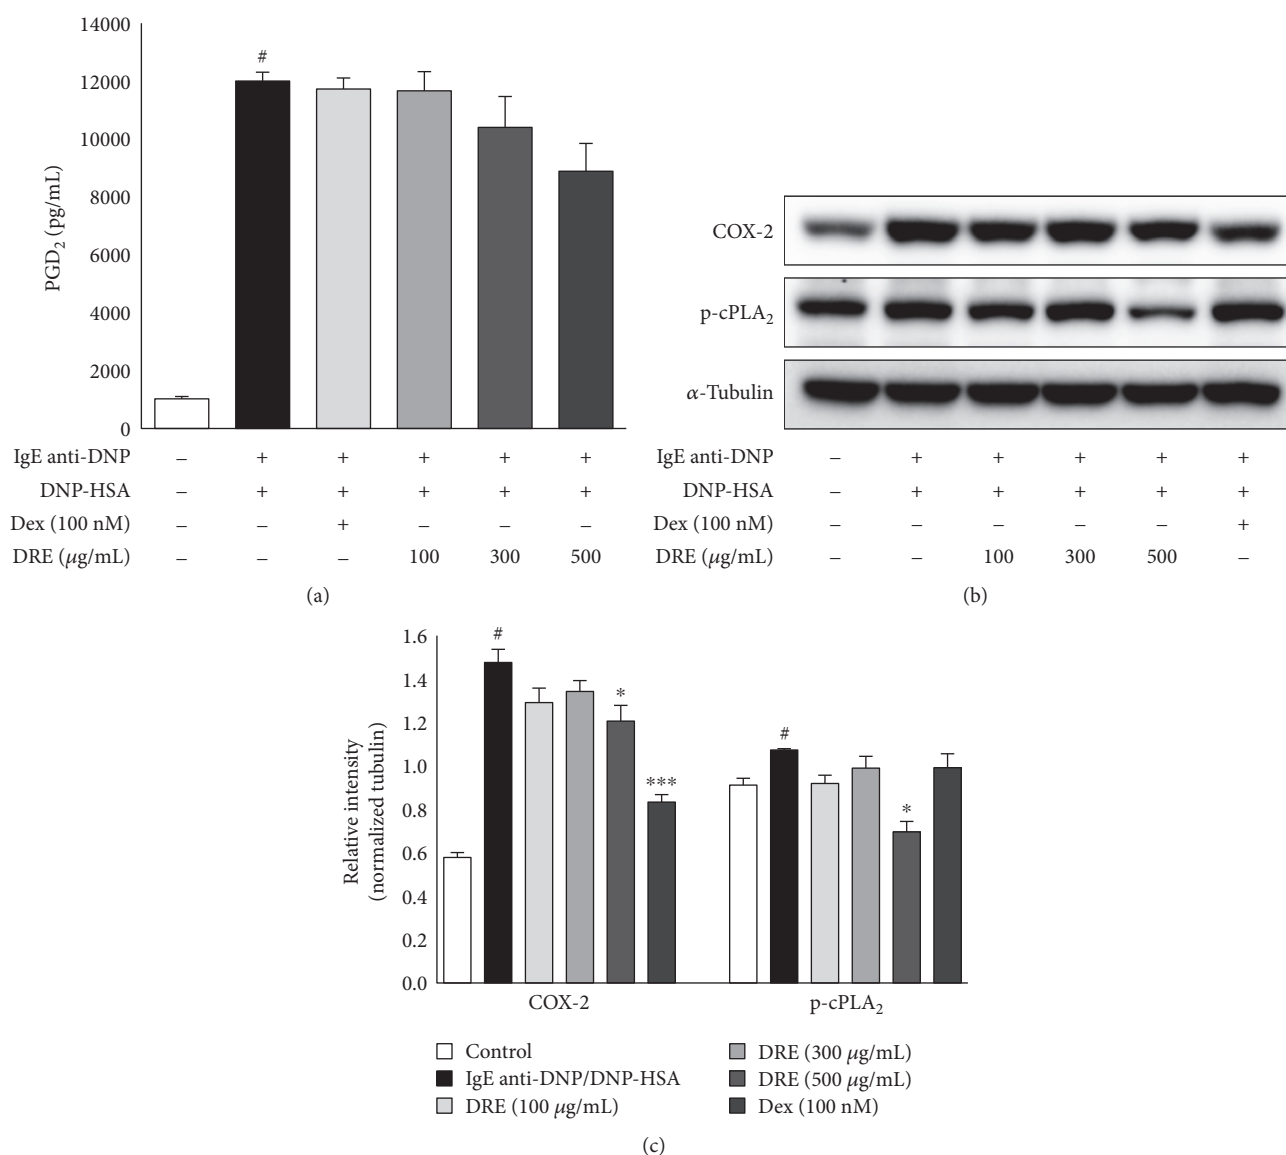 14000
#
12000
10000
8000
6000
4000
2000
0
PGD2 (pg/mL)
IgE anti-DNP – + + + + +
DNP-HSA – + + + + +
Dex (100 nM) – – + – – –
DRE (μg/mL) – – – 100 300 500
(a)
COX-2
p-cPLA2
α-Tubulin
IgE anti-DNP – + + + + +
DNP-HSA – + + + + +
Dex (100 nM) – – – – – +
DRE (μg/mL) – – 100 300 500 –
(b)
1.6
1.4
1.2
1.0
0.8
0.6
0.4
0.2
0.0
Relative intensity
(normalized tubulin)
#
*
***
#
*
COX-2 p-cPLA2
Control
IgE anti-DNP/DNP-HSA
DRE (100 μg/mL)
DRE (300 μg/mL)
DRE (500 μg/mL)
Dex (100 nM)
(c)